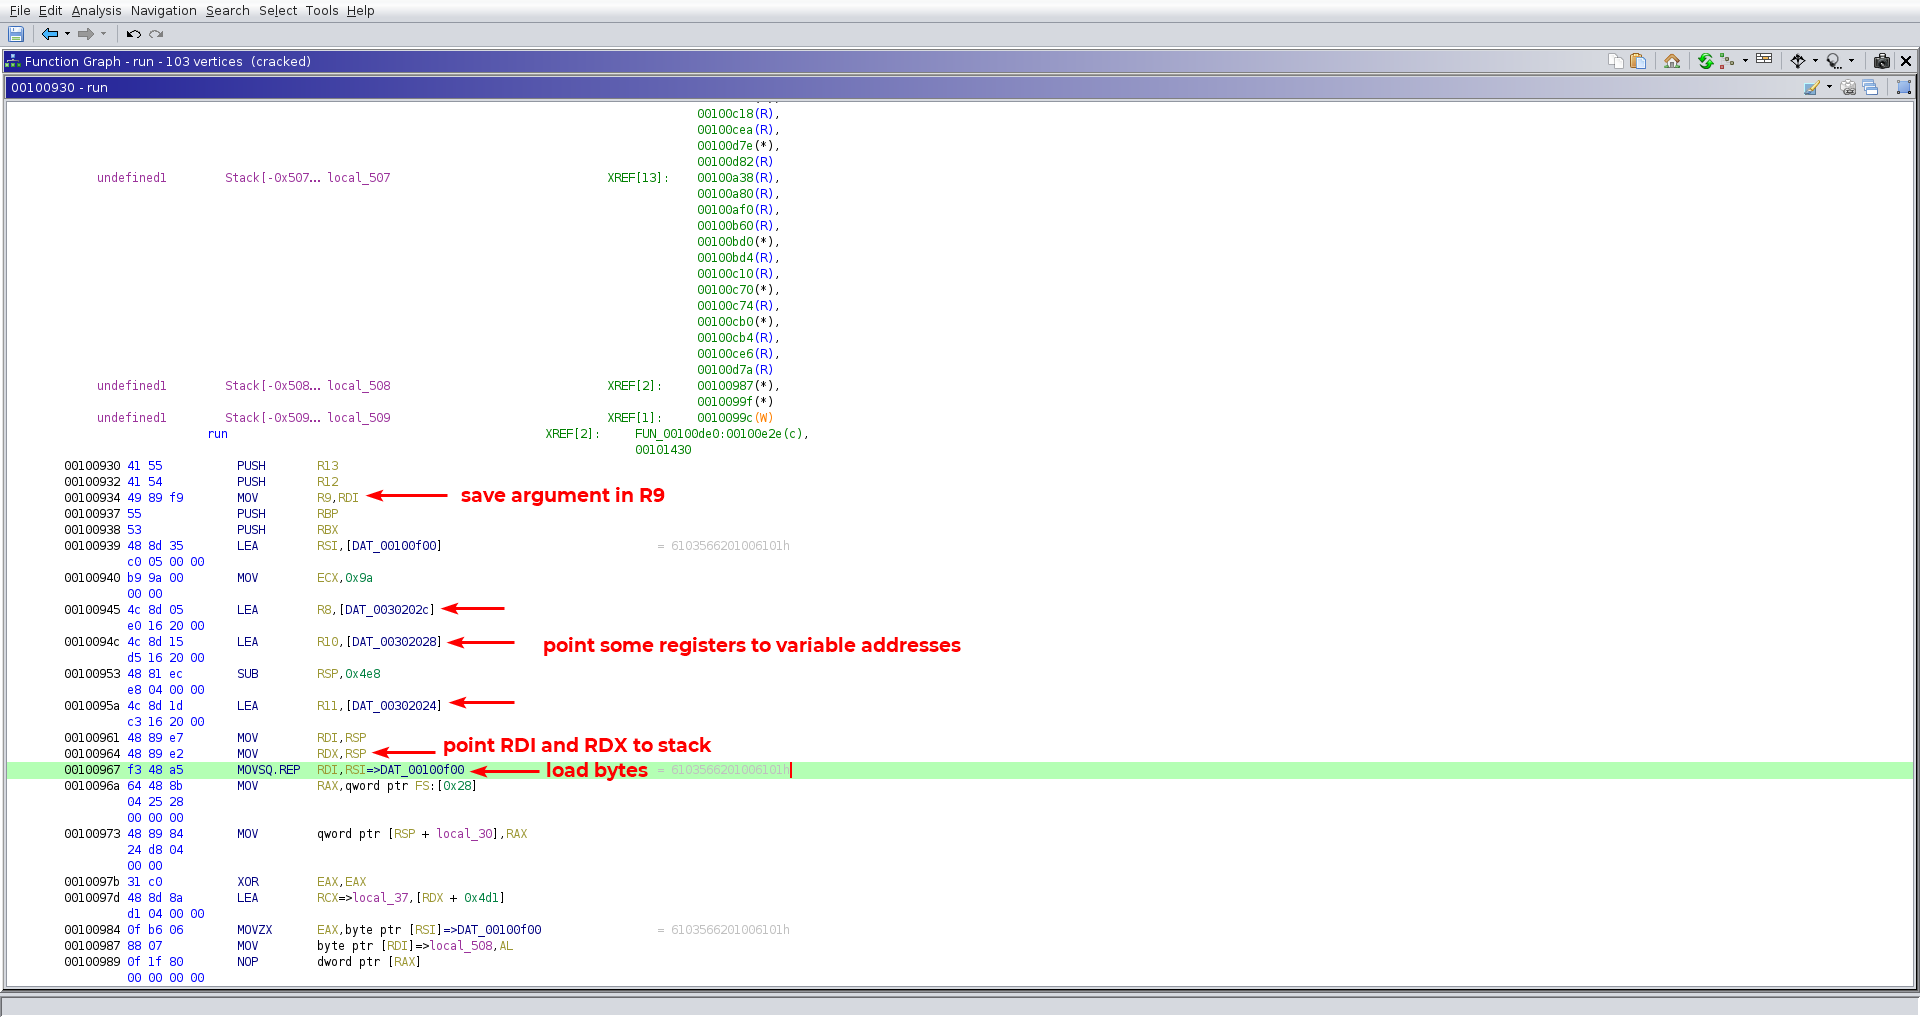 File Edit Analysis Navigation Search Select Tools Help
Function Graph - run - 103 vertices (cracked)
00100930 - run
00100c18(R),
00100cea(R),
00100d7e(*),
00100d82(R)
undefined1 Stack[-0x507... local_507 XREF[13]: 00100a38(R),
00100a80(R),
00100af0(R),
00100b60(R),
00100bd0(*),
00100bd4(R),
00100c10(R),
00100c70(*),
00100c74(R),
00100cb0(*),
00100cb4(R),
00100ce6(R),
00100d7a(R)
undefined1 Stack[-0x508... local_508 XREF[2]: 00100987(*),
0010099f(*)
undefined1 Stack[-0x509... local_509 XREF[1]: 0010099c(W)
run XREF[2]: FUN_00100de0:00100e2e(c),
00101430
00100930 41 55 PUSH R13
00100932 41 54 PUSH R12
00100934 49 89 f9 MOV R9,RDI save argument in R9
00100937 55 PUSH RBP
00100938 53 PUSH RBX
00100939 48 8d 35 LEA RSI,[DAT_00100f00] = 6103566201006101h
c0 05 00 00
00100940 b9 9a 00 MOV ECX,0x9a
00 00
00100945 4c 8d 05 LEA R8,[DAT_0030202c]
e0 16 20 00
0010094c 4c 8d 15 LEA R10,[DAT_00302028] point some registers to variable addresses
d5 16 20 00
00100953 48 81 ec SUB RSP,0x4e8
e8 04 00 00
0010095a 4c 8d 1d LEA R11,[DAT_00302024]
c3 16 20 00
00100961 48 89 e7 MOV RDI,RSP
00100964 48 89 e2 MOV RDX,RSP point RDI and RDX to stack
00100967 f3 48 a5 MOVSQ.REP RDI,RSI=>DAT_00100f00 load bytes = 6103566201006101h
0010096a 64 48 8b MOV RAX,qword ptr FS:[0x28]
04 25 28
00 00 00
00100973 48 89 84 MOV qword ptr [RSP + local_30],RAX
24 d8 04
00 00
0010097b 31 c0 XOR EAX,EAX
0010097d 48 8d 8a LEA RCX=>local_37,[RDX + 0x4d1]
d1 04 00 00
00100984 0f b6 06 MOVZX EAX,byte ptr [RSI]=>DAT_00100f00 = 6103566201006101h
00100987 88 07 MOV byte ptr [RDI]=>local_508,AL
00100989 0f 1f 80 NOP dword ptr [RAX]
00 00 00 00